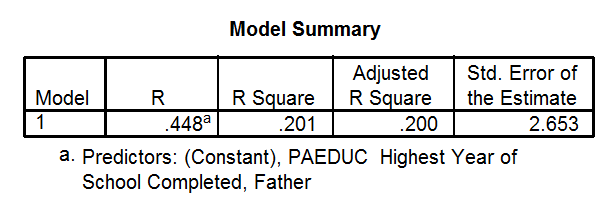 Model Summary
Model R R Square Adjusted R Square Std. Error of the Estimate
1 .448a .201 .200 2.653
a. Predictors: (Constant), PAEDUC Highest Year of
School Completed, Father